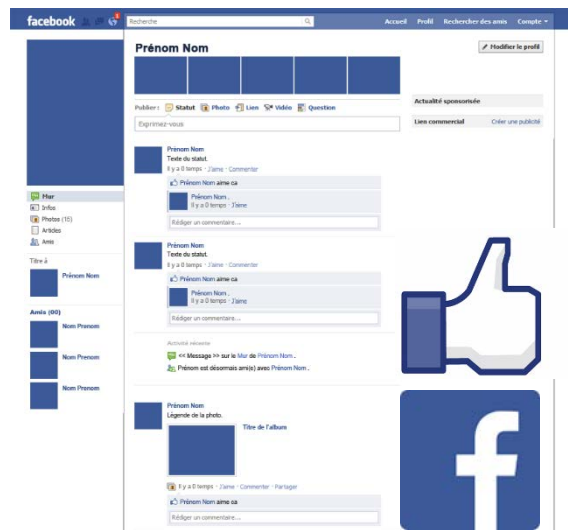 facebook
Recherche
Accueil Profil Rechercher des amis Compte
Prénom Nom
Modifier le profil
Publier : Statut Photo Lien Vidéo Question
Exprimez-vous
Actualité sponsorisée
Lien commercial Créer une publicité
Prénom Nom
Texte du statut.
Il y a 0 temps · J'aime · Commenter
Prénom Nom aime ca
Prénom Nom .
Il y a 0 temps · J'aime
Rédiger un commentaire...
Mur
Infos
Photos (15)
Articles
Amis
Titre à
Prénom Nom
Amis (00)
Nom Prenom
Nom Prenom
Nom Prenom
Prénom Nom
Texte du statut.
Il y a 0 temps · J'aime · Commenter
Prénom Nom aime ca
Prénom Nom .
Il y a 0 temps · J'aime
Rédiger un commentaire...
Activité récente
<< Message >> sur le Mur de Prénom Nom .
Prénom est désormais ami(e) avec Prénom Nom .
Prénom Nom
Légende de la photo.
Titre de l'album
Il y a 0 temps · J'aime · Commenter · Partager
Prénom Nom aime ca
Rédiger un commentaire...
f